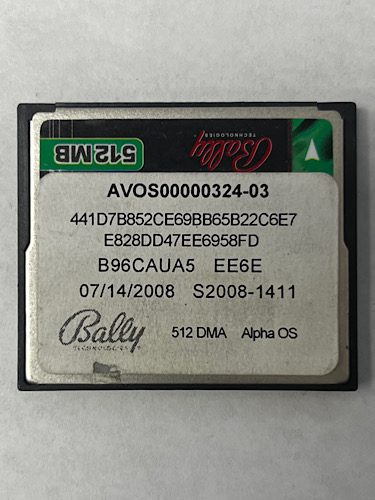 512MB
Bally
TECHNOLOGIES
AVOS00000324-03
441D7B852CE69BB65B22C6E7
E828DD47EE6958FD
B96CAUA5 EE6E
07/14/2008 S2008-1411
Bally
TECHNOLOGIES
512 DMA Alpha OS